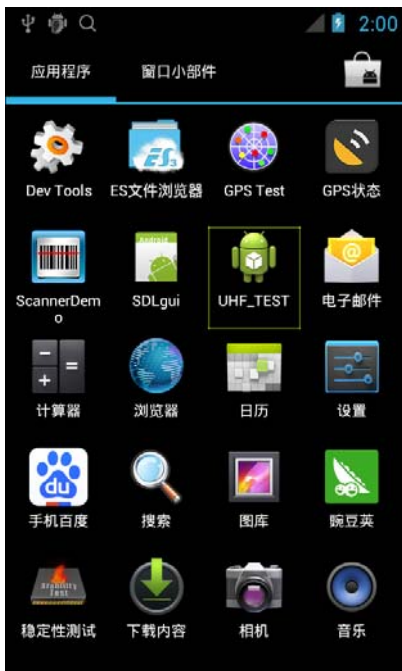 2:00
应用程序 窗口小部件
Dev Tools ES文件浏览器 GPS Test GPS状态
ScannerDem
o SDLgui UHF_TEST 电子邮件
计算器 浏览器 日历 设置
du
手机百度 搜索 图库 豌豆荚
Stability
Test
稳定性测试 下载内容 相机 音乐